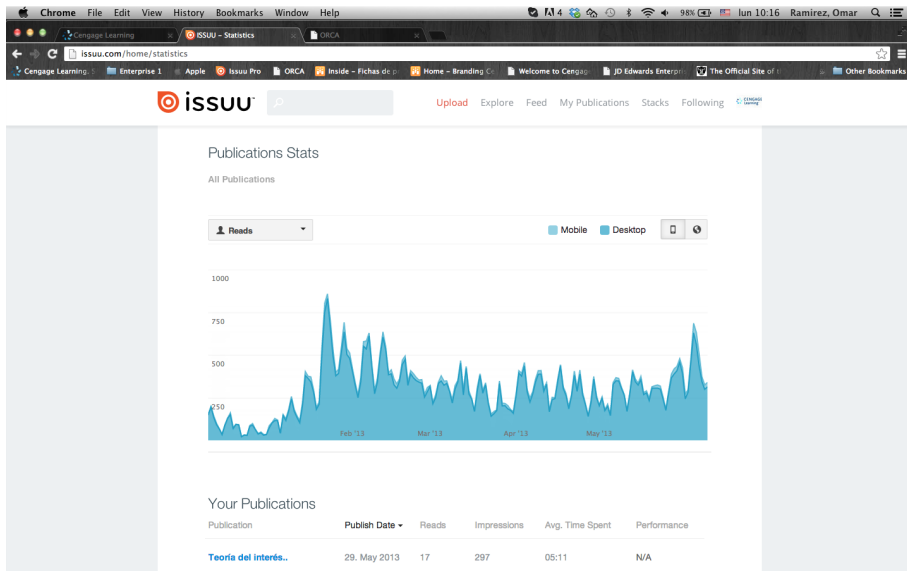 Chrome File Edit View History Bookmarks Window Help 4 98% lun 10:16 Ramirez, Omar
Cengage Learning ISSUU – Statistics ORCA
issuu.com/home/statistics
Cengage Learning, Enterprise 1 Apple Issuu Pro ORCA Inside – Fichas de Home – Branding Welcome to Cengag JD Edwards Enterpri The Official Site of Other Bookmarks
issuu Upload Explore Feed My Publications Stacks Following CENGAGE Learning
Publications Stats
All Publications
Reads Mobile Desktop
1000
750
500
250
Feb '13 Mar '13 Apr '13 May '13
Your Publications
Publication Publish Date Reads Impressions Avg. Time Spent Performance
Teoría del interés.. 29. May 2013 17 297 05:11 N/A